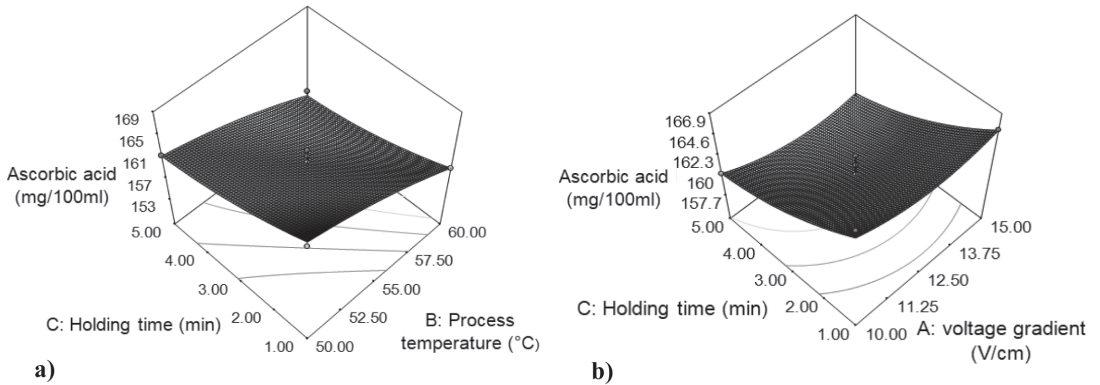 169
165
161
157
153
Ascorbic acid
(mg/100ml)
5.00
4.00
3.00
2.00
1.00
C: Holding time (min)
50.00
52.50
55.00
57.50
60.00
B: Process
temperature (°C)
a)
166.9
164.6
162.3
160
157.7
Ascorbic acid
(mg/100ml)
5.00
4.00
3.00
2.00
1.00
C: Holding time (min)
10.00
11.25
12.50
13.75
15.00
A: voltage gradient
(V/cm)
b)